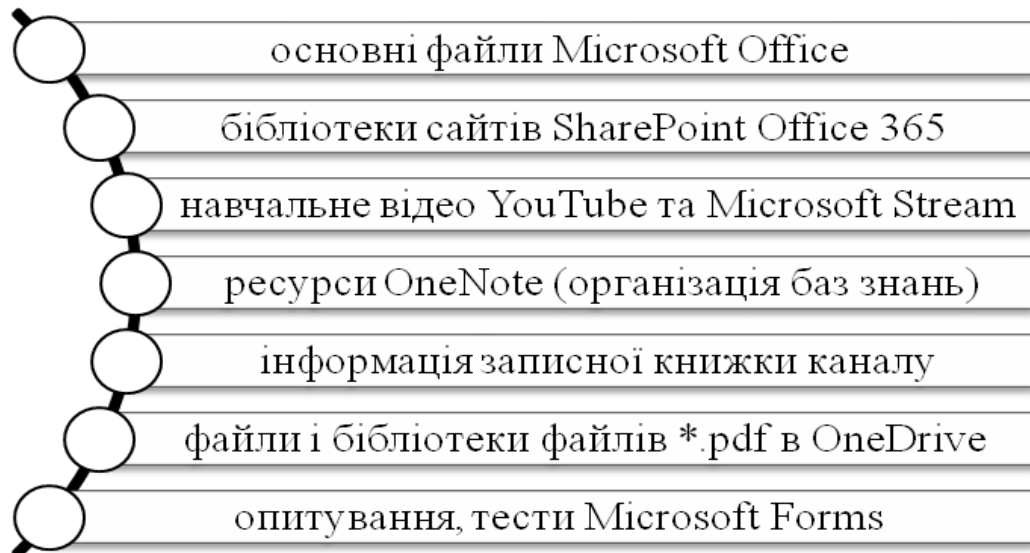 основні файли Microsoft Office
бібліотеки сайтів SharePoint Office 365
навчальне відео YouTube та Microsoft Stream
ресурси OneNote (організація баз знань)
інформація записної книжки каналу
файли і бібліотеки файлів *.pdf в OneDrive
опитування, тести Microsoft Forms